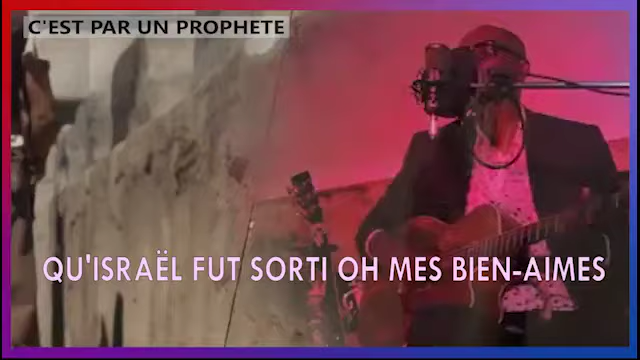 C'EST PAR UN PROPHETE
QU'ISRAËL FUT SORTI OH MES BIEN-AIMES